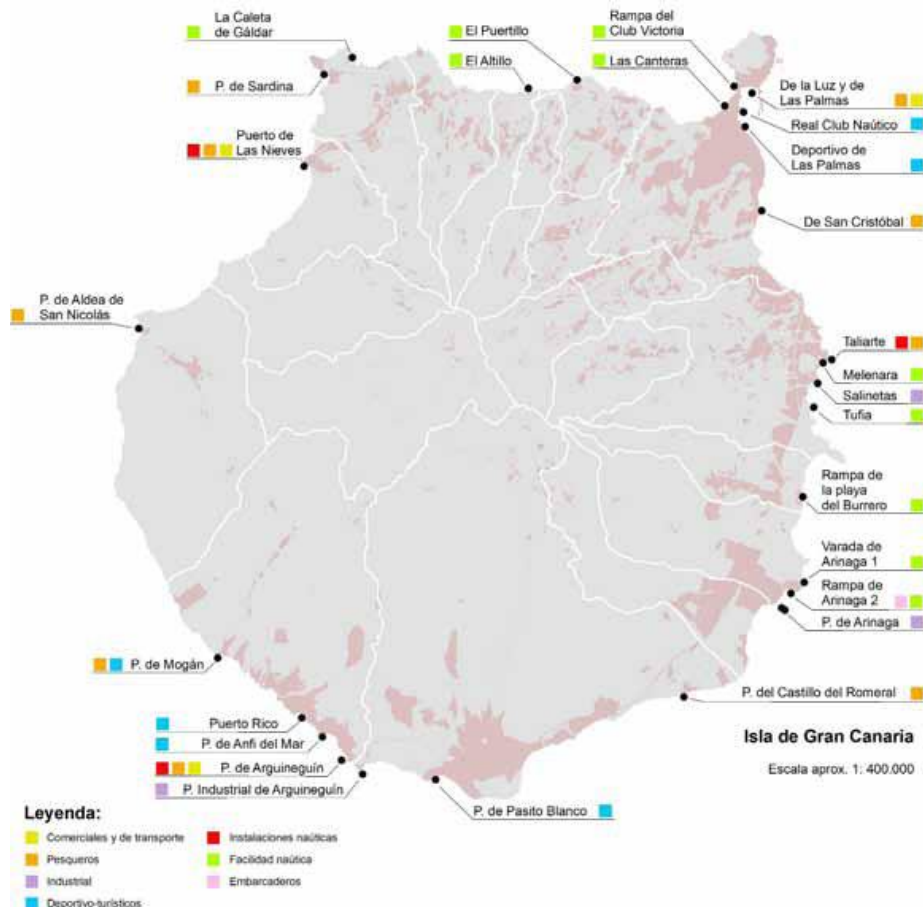 La Caleta
de Gáldar
P. de Sardina
Puerto de
Las Nieves
El Puertillo
El Altillo
Rampa del
Club Victoria
Las Canteras
De la Luz y de
Las Palmas
Real Club Naútico
Deportivo de
Las Palmas
De San Cristóbal
P. de Aldea de
San Nicolás
Taliarte
Melenara
Salinetas
Tufia
Rampa de
la playa
del Burrero
Varada de
Arinaga 1
Rampa de
Arinaga 2
P. de Arinaga
P. de Mogán
P. del Castillo del Romeral
Puerto Rico
P. de Anfi del Mar
P. de Arguineguín
P. Industrial de Arguineguín
P. de Pasito Blanco
Isla de Gran Canaria
Escala aprox. 1: 400.000
Leyenda:
Comerciales y de transporte
Pesqueros
Industrial
Deportivo-turísticos
Instalaciones naúticas
Facilidad naútica
Embarcaderos